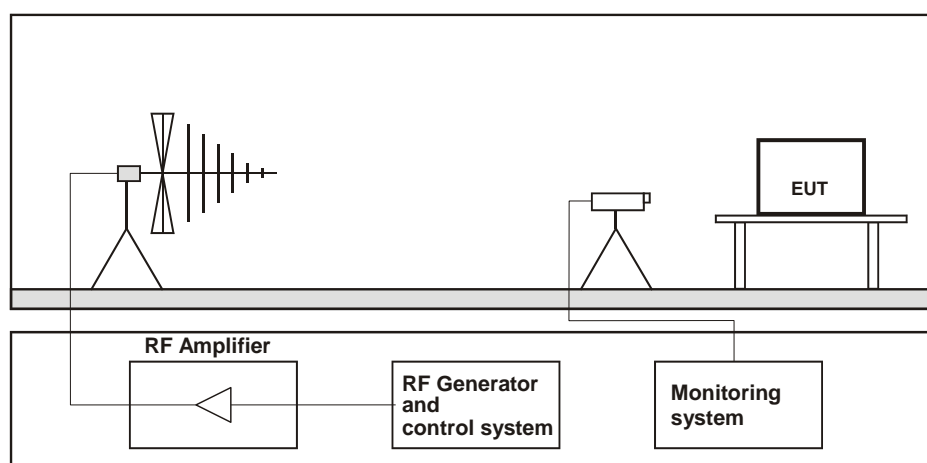 EUT
RF Amplifier
RF Generator
and
control system
Monitoring
system